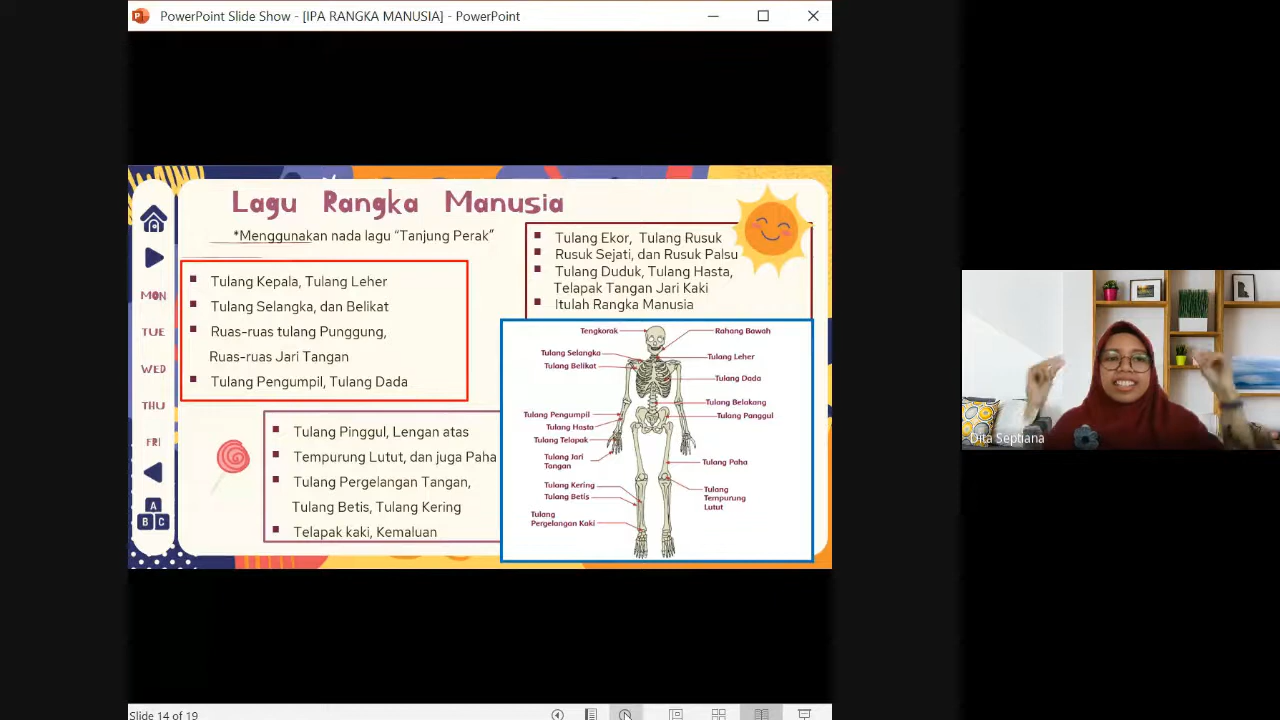 PowerPoint Slide Show - [IPA RANGKA MANUSIA] - PowerPoint
Lagu Rangka Manusia
*Menggunakan nada lagu “Tanjung Perak”
MON
TUE
WED
THU
FRI
A
B C
Tulang Kepala, Tulang Leher
Tulang Selangka, dan Belikat
Ruas-ruas tulang Punggung,
Ruas-ruas Jari Tangan
Tulang Pengumpil, Tulang Dada
Tulang Pinggul, Lengan atas
Tempurung Lutut, dan juga Paha
Tulang Pergelangan Tangan,
Tulang Betis, Tulang Kering
Telapak kaki, Kemaluan
Tulang Ekor, Tulang Rusuk
Rusuk Sejati, dan Rusuk Palsu
Tulang Duduk, Tulang Hasta,
Telapak Tangan Jari Kaki
Itulah Rangka Manusia
Tengkorak
Rahang Bawah
Tulang Selangka
Tulang Leher
Tulang Belikat
Tulang Dada
Tulang Belakang
Tulang Pengumpil
Tulang Panggul
Tulang Hasta
Tulang Telapak
Tulang Jari
Tangan
Tulang Paha
Tulang Kering
Tulang Betis
Tulang
Tempurung
Lutut
Tulang
Pergelangan Kaki
Dita Septiana
Slide 14 of 19